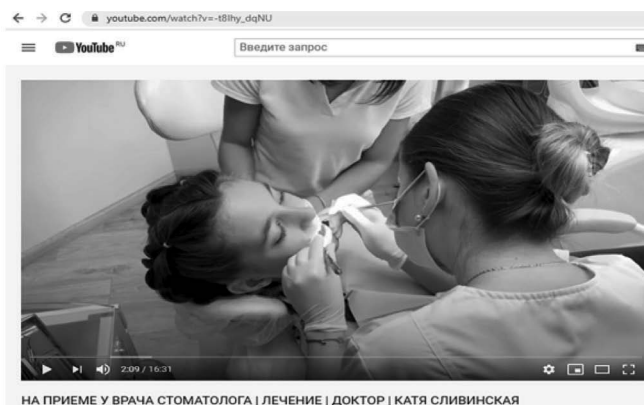 youtube.com/watch?v=-t8lhy_dqNU
YouTube RU
Введите запрос
2:09 / 16:31
НА ПРИЕМЕ У ВРАЧА СТОМАТОЛОГА | ЛЕЧЕНИЕ | ДОКТОР | КАТЯ СЛИВИНСКАЯ